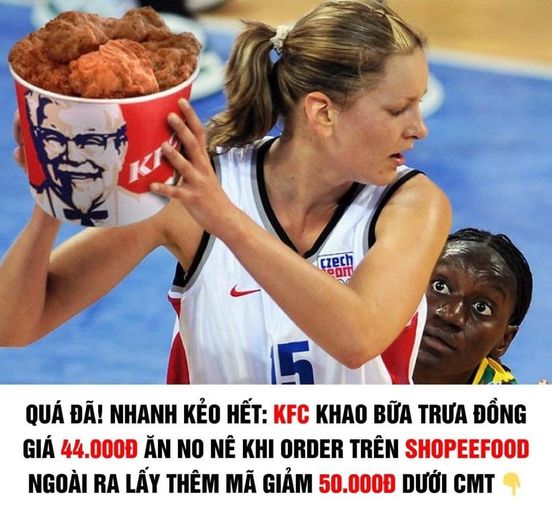 KFC
czech
team
15
QUÁ ĐÃ! NHANH KẺO HẾT: KFC KHAO BỮA TRƯA ĐỒNG
GIÁ 44.000Đ ĂN NO NÊ KHI ORDER TRÊN SHOPEEFOOD
NGOÀI RA LẤY THÊM MÃ GIẢM 50.000Đ DƯỚI CMT 👇